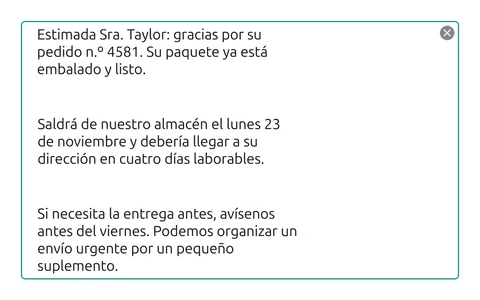 Estimada Sra. Taylor: gracias por su
pedido n.º 4581. Su paquete ya está
embalado y listo.
Saldrá de nuestro almacén el lunes 23
de noviembre y debería llegar a su
dirección en cuatro días laborables.
Si necesita la entrega antes, avísenos
antes del viernes. Podemos organizar un
envío urgente por un pequeño
suplemento.